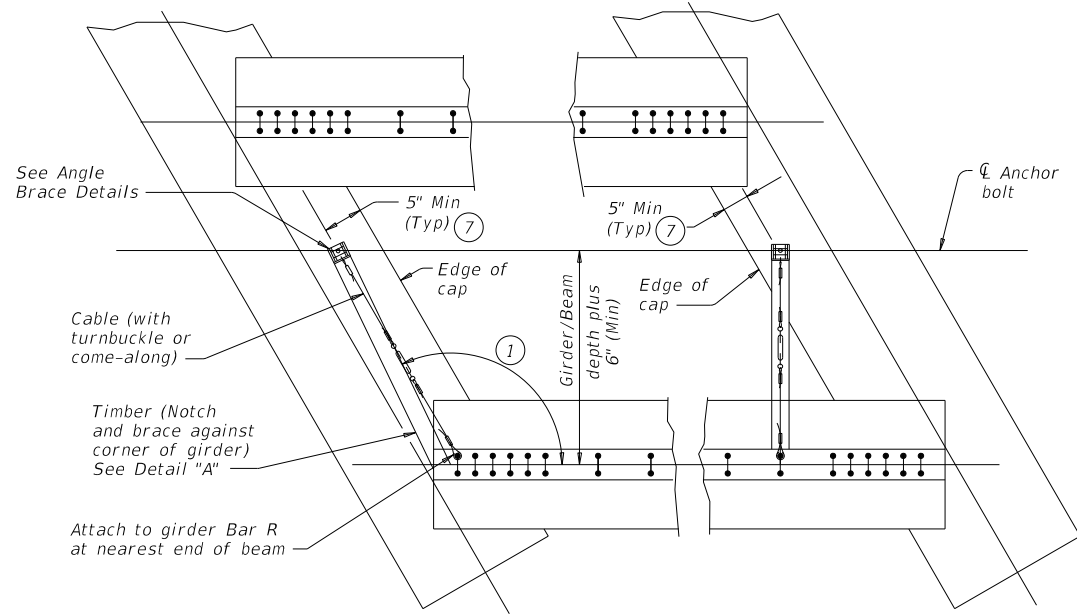 See Angle
Brace Details
5" Min
(Typ) 7
5" Min
(Typ) 7
℄ Anchor
bolt
Edge of
cap
Edge of
cap
Cable (with
turnbuckle or
come-along)
1
Girder/Beam
depth plus
6" (Min)
Timber (Notch
and brace against
corner of girder)
See Detail "A"
Attach to girder Bar R
at nearest end of beam